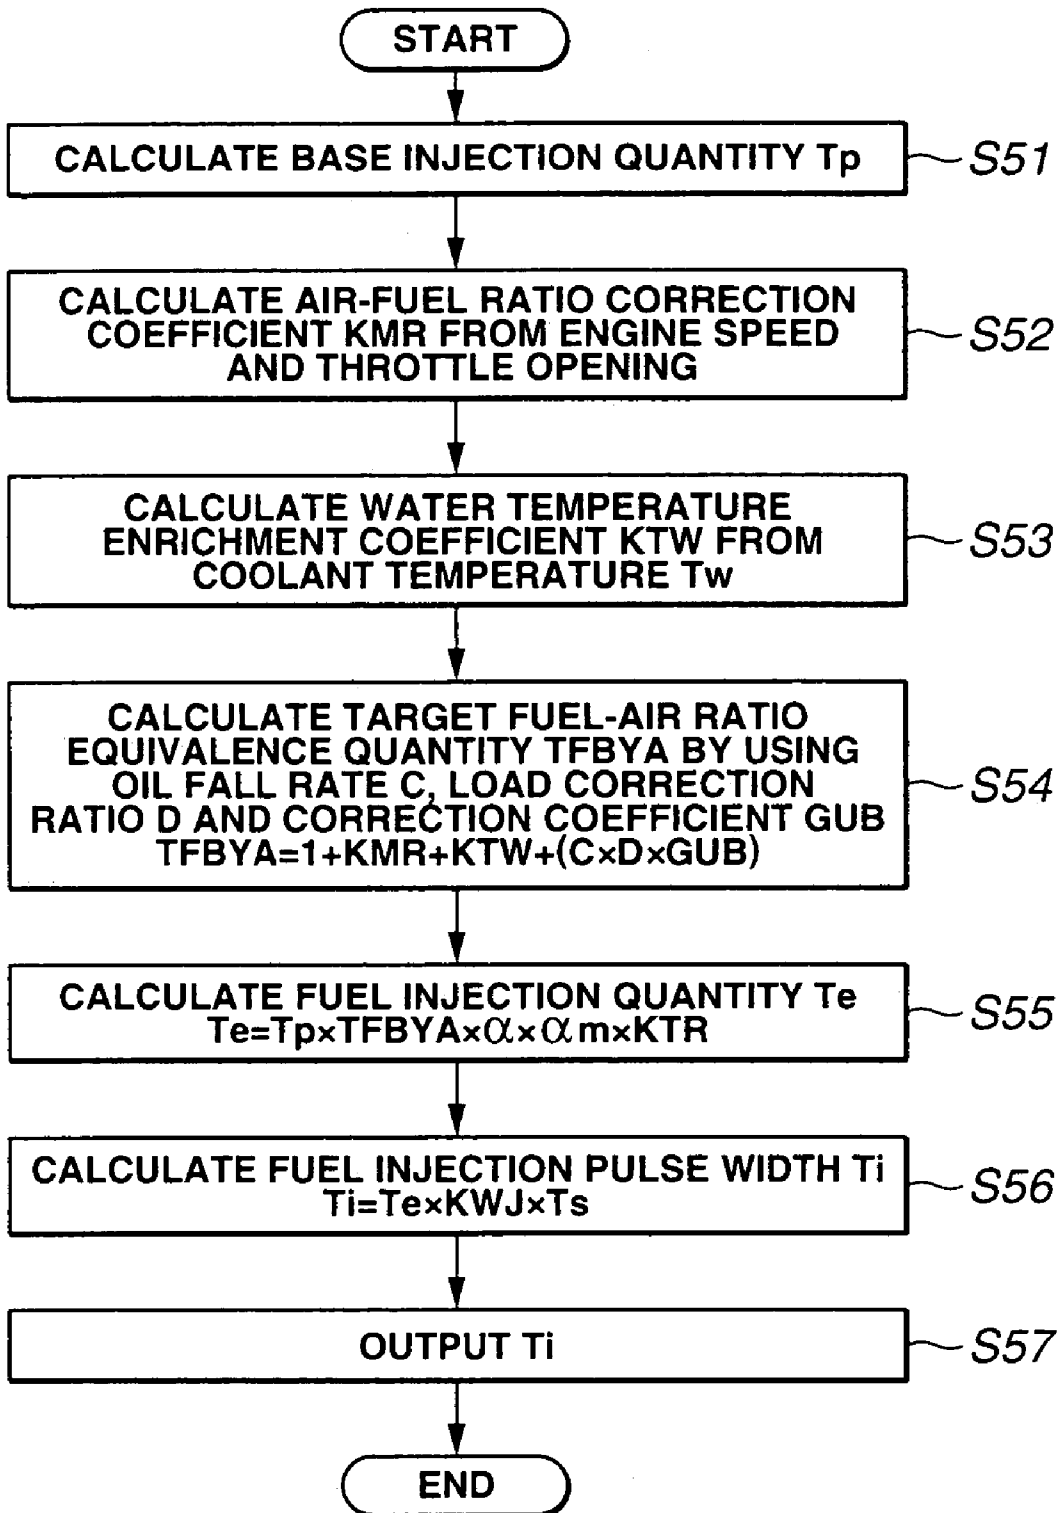 START
CALCULATE BASE INJECTION QUANTITY Tp
S51
CALCULATE AIR-FUEL RATIO CORRECTION
COEFFICIENT KMR FROM ENGINE SPEED
AND THROTTLE OPENING
S52
CALCULATE WATER TEMPERATURE
ENRICHMENT COEFFICIENT KTW FROM
COOLANT TEMPERATURE Tw
S53
CALCULATE TARGET FUEL-AIR RATIO
EQUIVALENCE QUANTITY TFBYA BY USING
OIL FALL RATE C, LOAD CORRECTION
RATIO D AND CORRECTION COEFFICIENT GUB
TFBYA=1+KMR+KTW+(C×D×GUB)
S54
CALCULATE FUEL INJECTION QUANTITY Te
Te=Tp×TFBYA×α×αm×KTR
S55
CALCULATE FUEL INJECTION PULSE WIDTH Ti
Ti=Te×KWJ×Ts
S56
OUTPUT Ti
S57
END